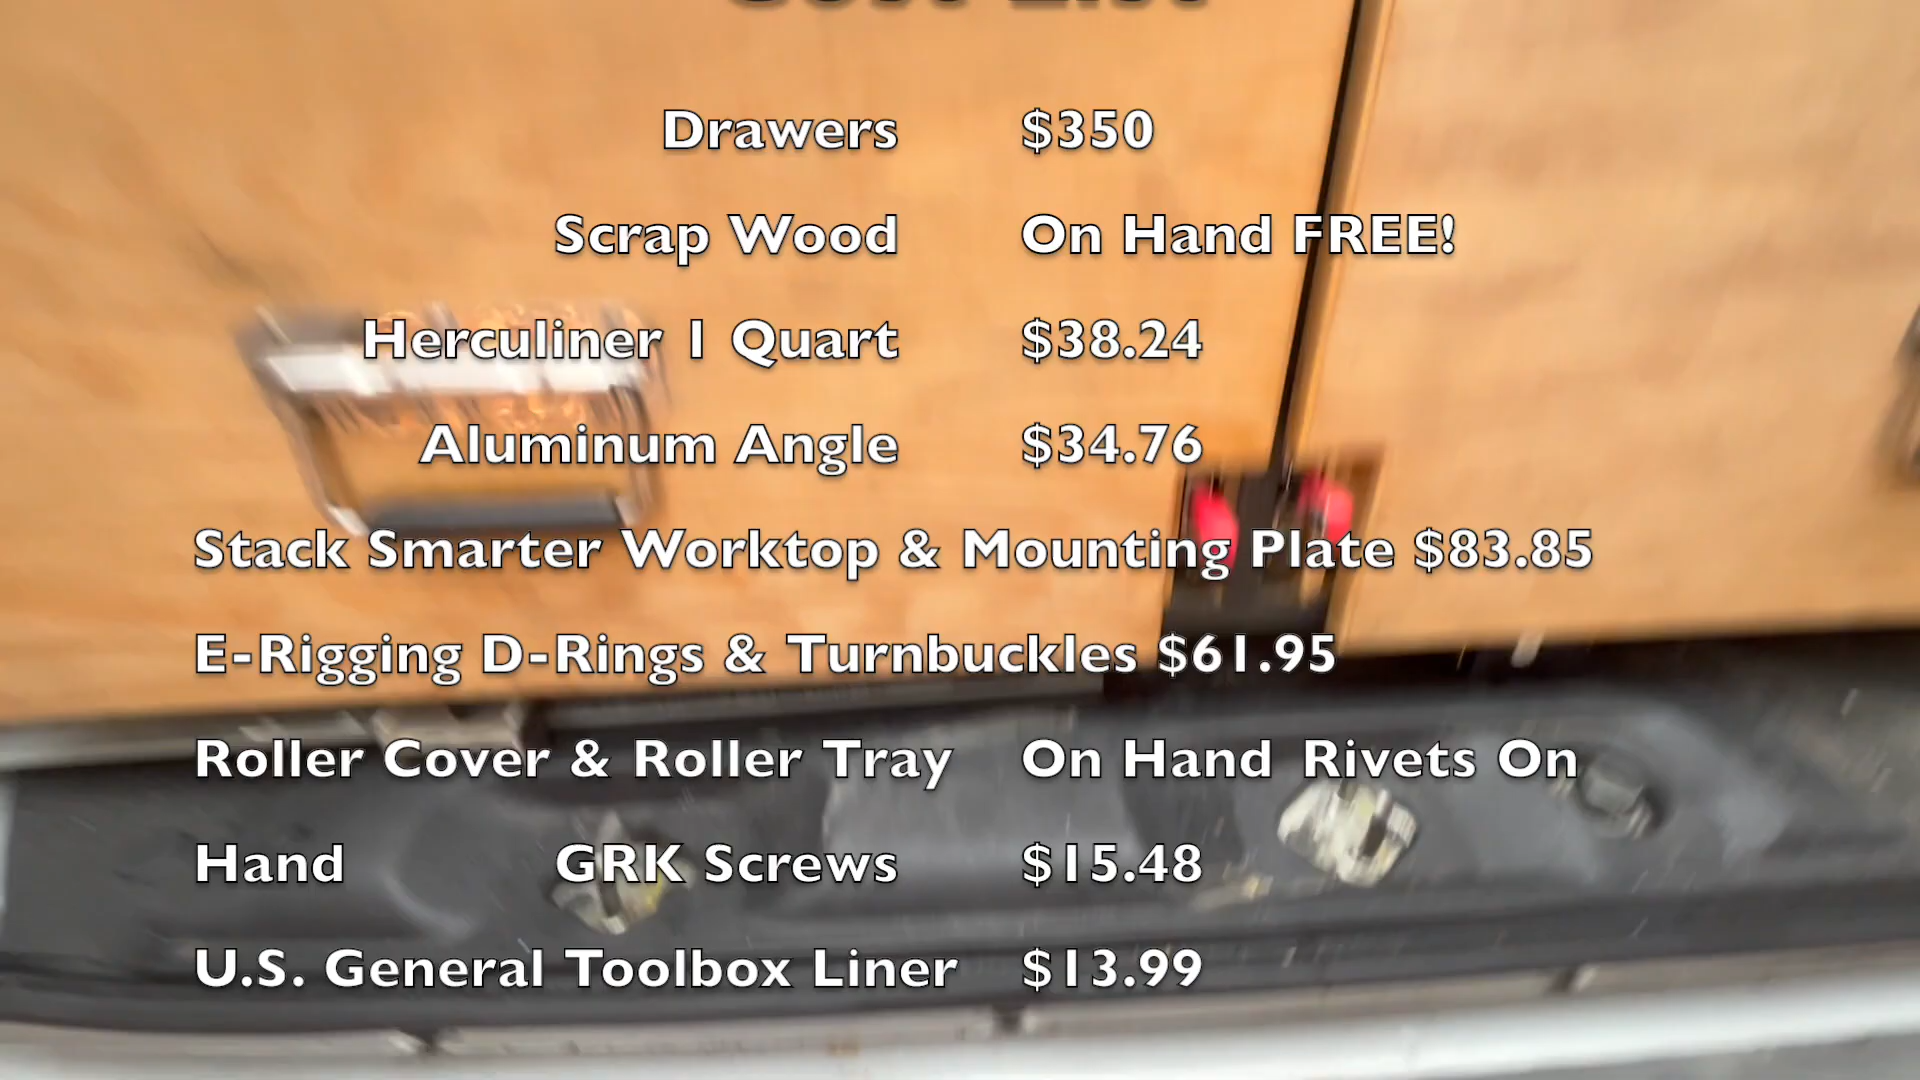 Cost List
Drawers $350
Scrap Wood On Hand FREE!
Herculiner 1 Quart $38.24
Aluminum Angle $34.76
Stack Smarter Worktop & Mounting Plate $83.85
E-Rigging D-Rings & Turnbuckles $61.95
Roller Cover & Roller Tray On Hand Rivets On
Hand GRK Screws $15.48
U.S. General Toolbox Liner $13.99